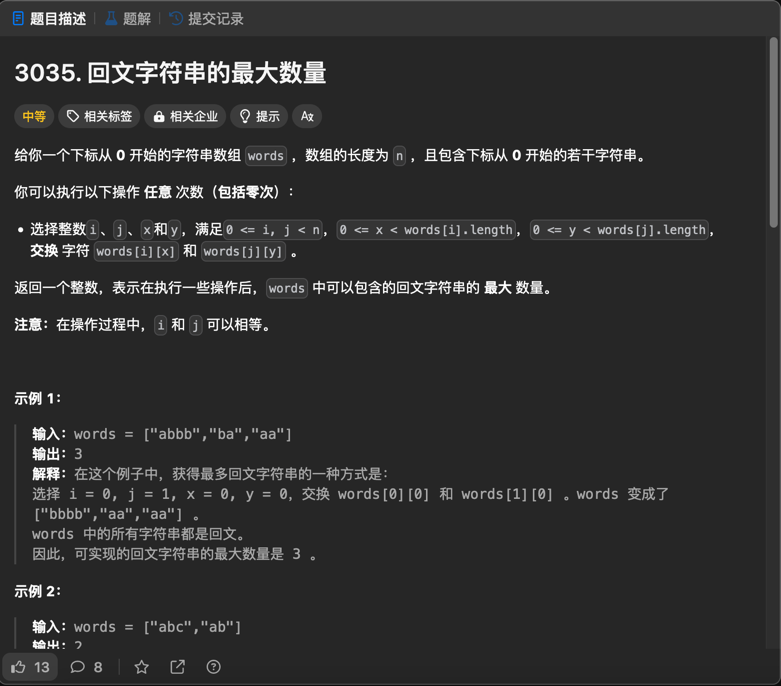 题目描述 题解 提交记录
3035. 回文字符串的最大数量
中等 相关标签 相关企业 提示
给你一个下标从 0 开始的字符串数组 words ，数组的长度为 n ，且包含下标从 0 开始的若干字符串。
你可以执行以下操作 任意 次数（包括零次）：
• 选择整数i、j、x和y，满足0 <= i, j < n，0 <= x < words[i].length，0 <= y < words[j].length，
交换 字符 words[i][x] 和 words[j][y] 。
返回一个整数，表示在执行一些操作后，words 中可以包含的回文字符串的 最大 数量。
注意：在操作过程中，i 和 j 可以相等。
示例 1：
输入：words = ["abbb","ba","aa"]
输出：3
解释：在这个例子中，获得最多回文字符串的一种方式是：
选择 i = 0, j = 1, x = 0, y = 0，交换 words[0][0] 和 words[1][0] 。words 变成了
["bbbb","aa","aa"] 。
words 中的所有字符串都是回文。
因此，可实现的回文字符串的最大数量是 3 。
示例 2：
输入：words = ["abc","ab"]
输出：2
13 8